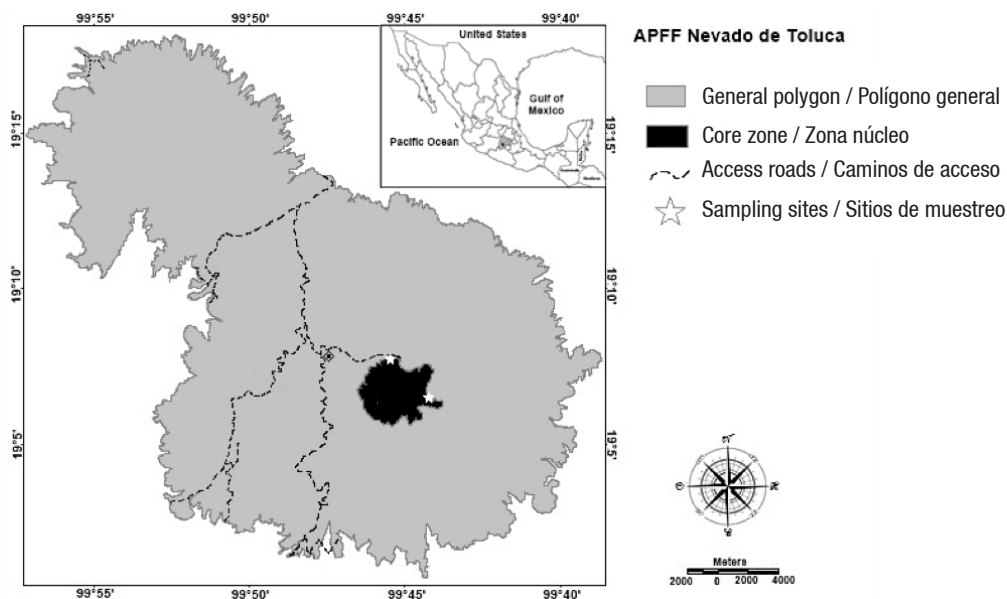 99°55' 99°50' 99°45' 99°40'
United States
Gulf of
Mexico
Pacific Ocean
19°15'
19°15'
19°10'
19°10'
19°5'
19°5'
99°55' 99°50' 99°45' 99°40'
APFF Nevado de Toluca
General polygon / Polígono general
Core zone / Zona núcleo
Access roads / Caminos de acceso
Sampling sites / Sitios de muestreo
Meters
2000 0 2000 4000